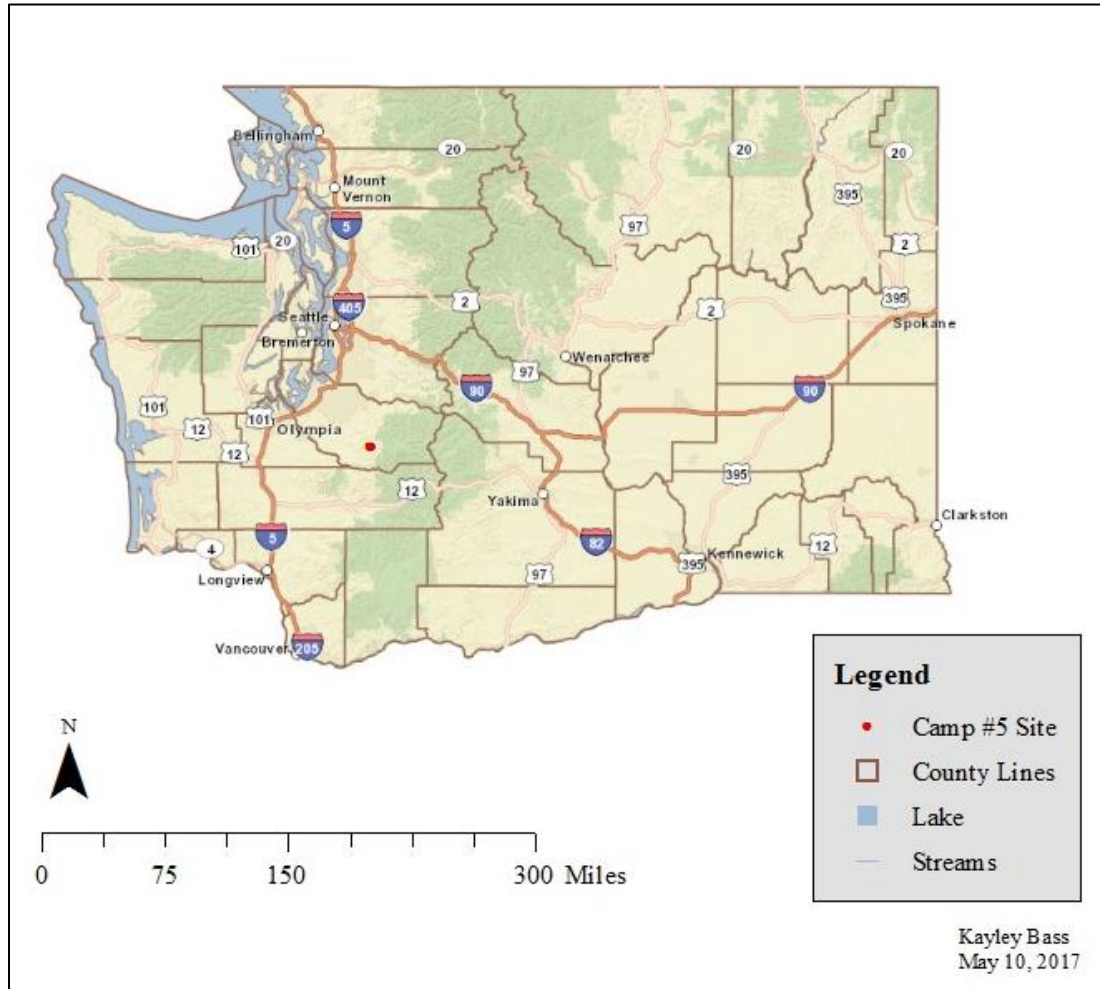 Bellingham
20
20
20
Mount
Vernon
395
97
5
101
20
2
2
405
395
Seattle
2
Spokane
Bremerton
Wenatchee
97
90
90
101
101
12
Olympia
12
395
12
Yakima
Clarkston
5
82
12
4
Kennewick
395
Longview
97
Vancouver
205
Legend
Camp #5 Site
County Lines
Lake
Streams
N
0 75 150 300 Miles
Kayley Bass
May 10, 2017